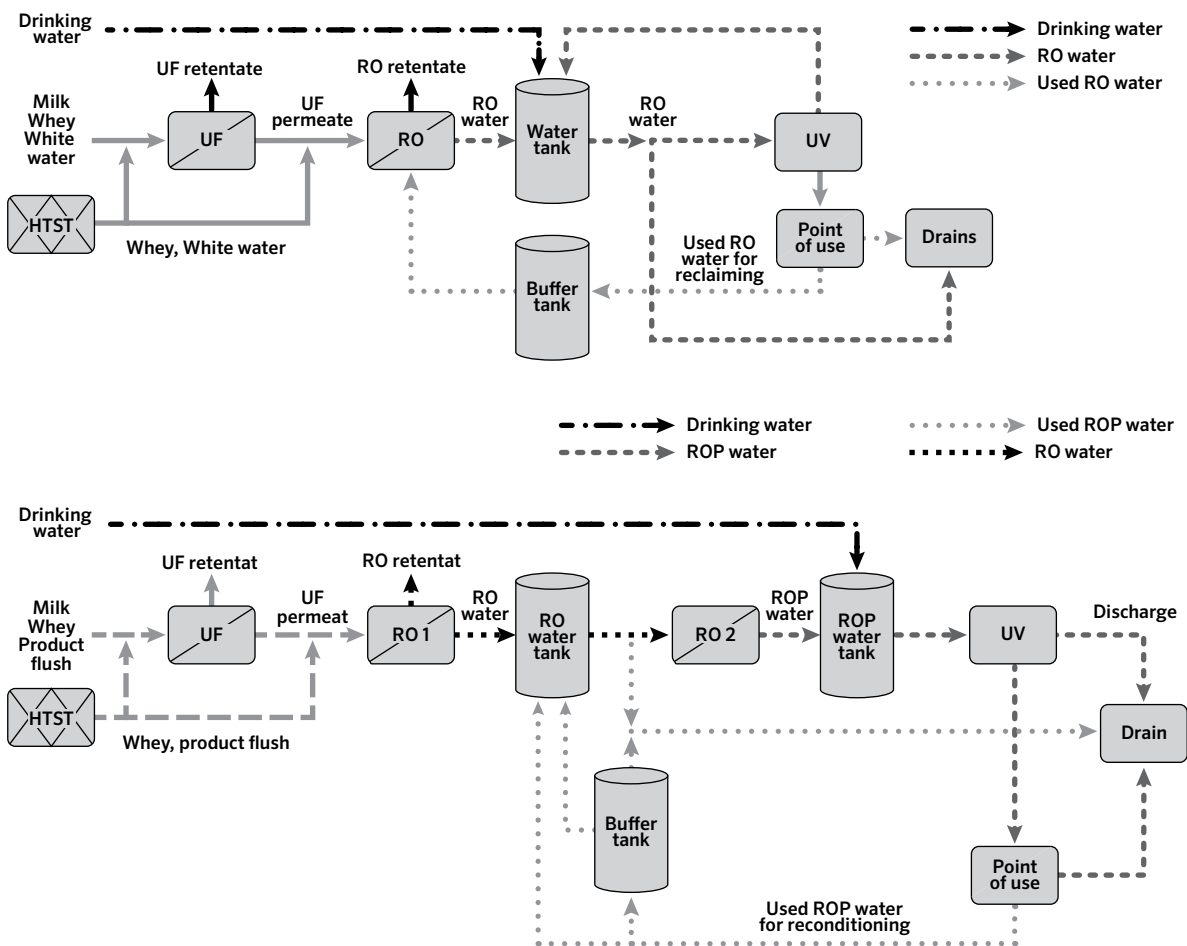 Drinking
water
Drinking water
RO water
Used RO water
UF retentate
RO retentate
Milk
Whey
White
water
UF
UF
permeate
RO
RO
water
Water
tank
RO
water
UV
HTST
Whey, White water
Point
of use
Drains
Used RO
water for
reclaiming
Buffer
tank
Drinking water
ROP water
Used ROP water
RO water
Drinking
water
UF retentat
RO retentat
Milk
Whey
Product
flush
UF
UF
permeat
RO 1
RO
water
RO
water
tank
RO 2
ROP
water
ROP
water
tank
UV
Discharge
HTST
Whey, product flush
Drain
Buffer
tank
Point
of use
Used ROP water
for reconditioning